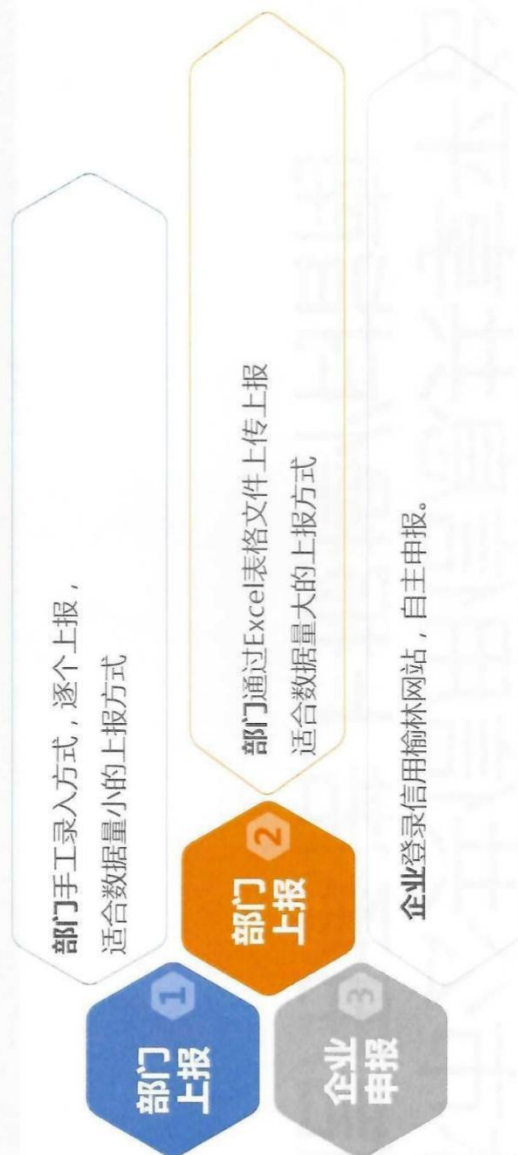 部门
上报
1
部门手工录入方式，逐个上报，
适合数据量小的上报方式
部门
上报
2
部门通过Excel表格文件上传上报
适合数据量大的上报方式
企业
申报
3
企业登录信用榆林网站，自主申报。